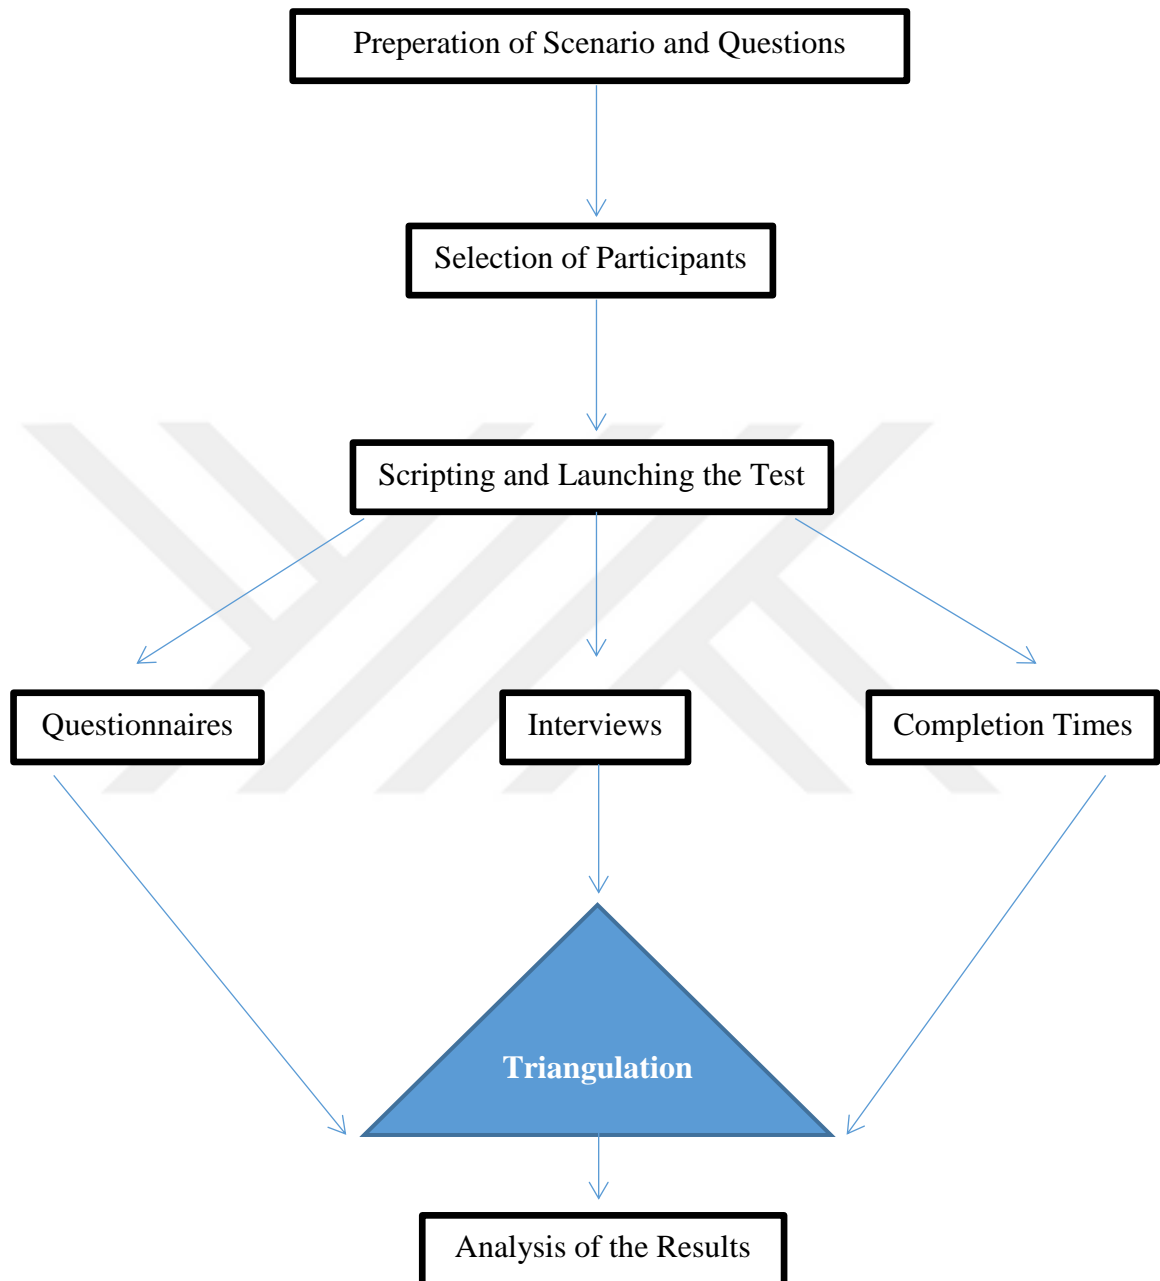 Preperation of Scenario and Questions
Selection of Participants
Scripting and Launching the Test
Questionnaires
Interviews
Completion Times
Triangulation
Analysis of the Results